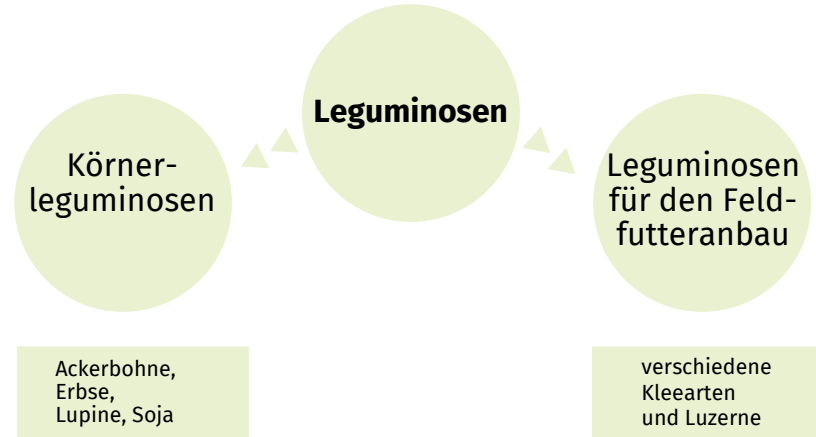 Leguminosen
Körner-
leguminosen
Leguminosen
für den Feld-
futteranbau
Ackerbohne,
Erbse,
Lupine, Soja
verschiedene
Kleearten
und Luzerne